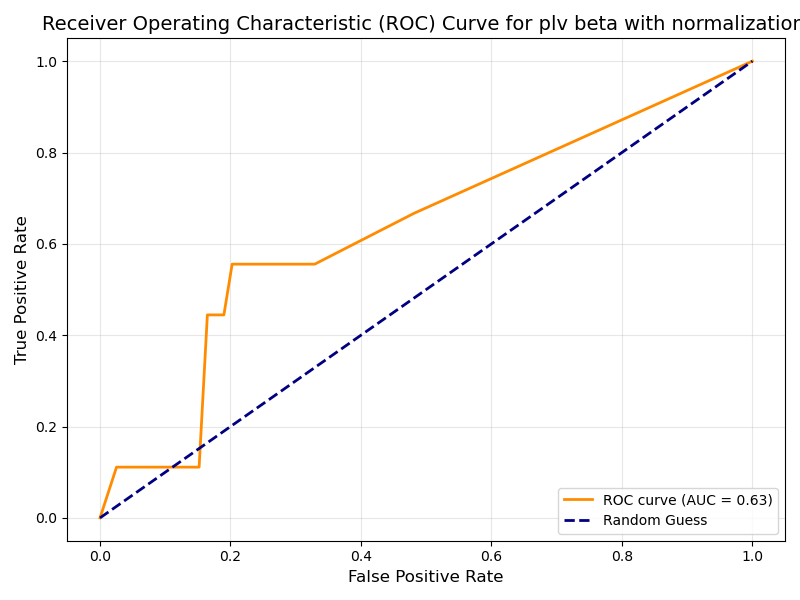 Receiver Operating Characteristic (ROC) Curve for plv beta with normalization
True Positive Rate
1.0
0.8
0.6
0.4
0.2
0.0
0.0 0.2 0.4 0.6 0.8 1.0
False Positive Rate
ROC curve (AUC = 0.63)
Random Guess